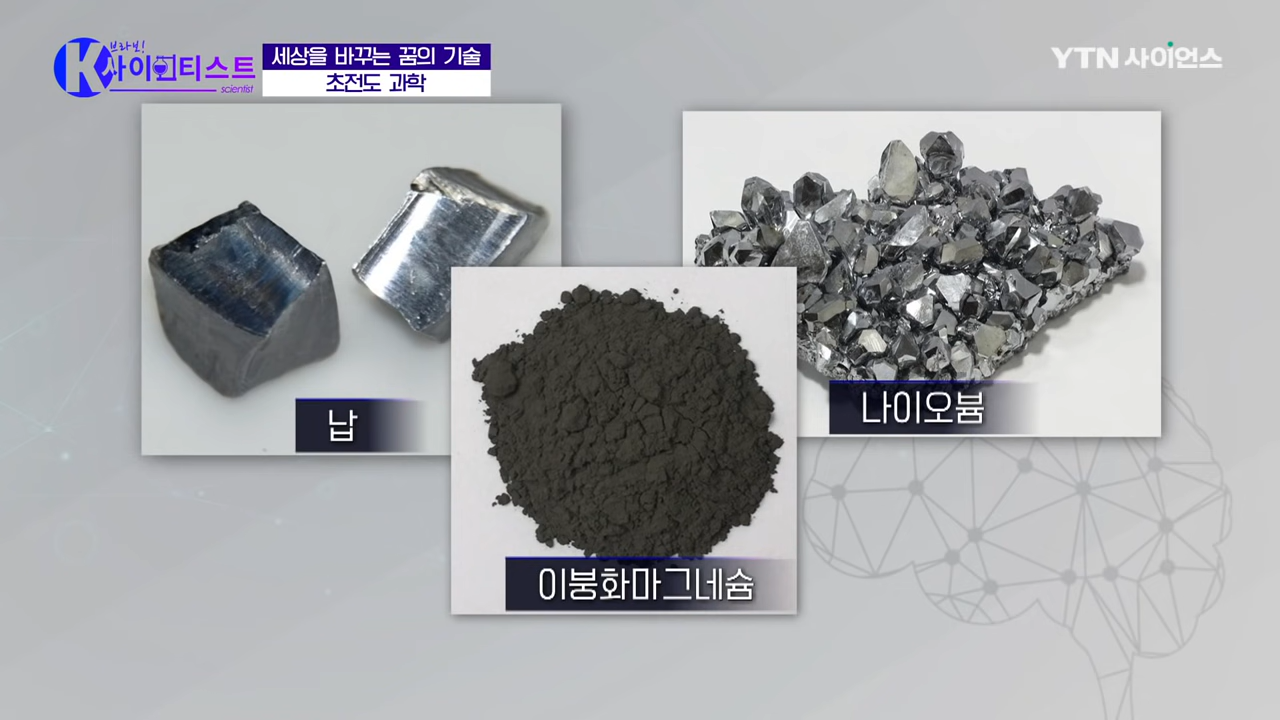 브라보!
K사이언티스트
scientist
세상을 바꾸는 꿈의 기술
초전도 과학
YTN 사이언스
납
나이오븀
이붕화마그네슘